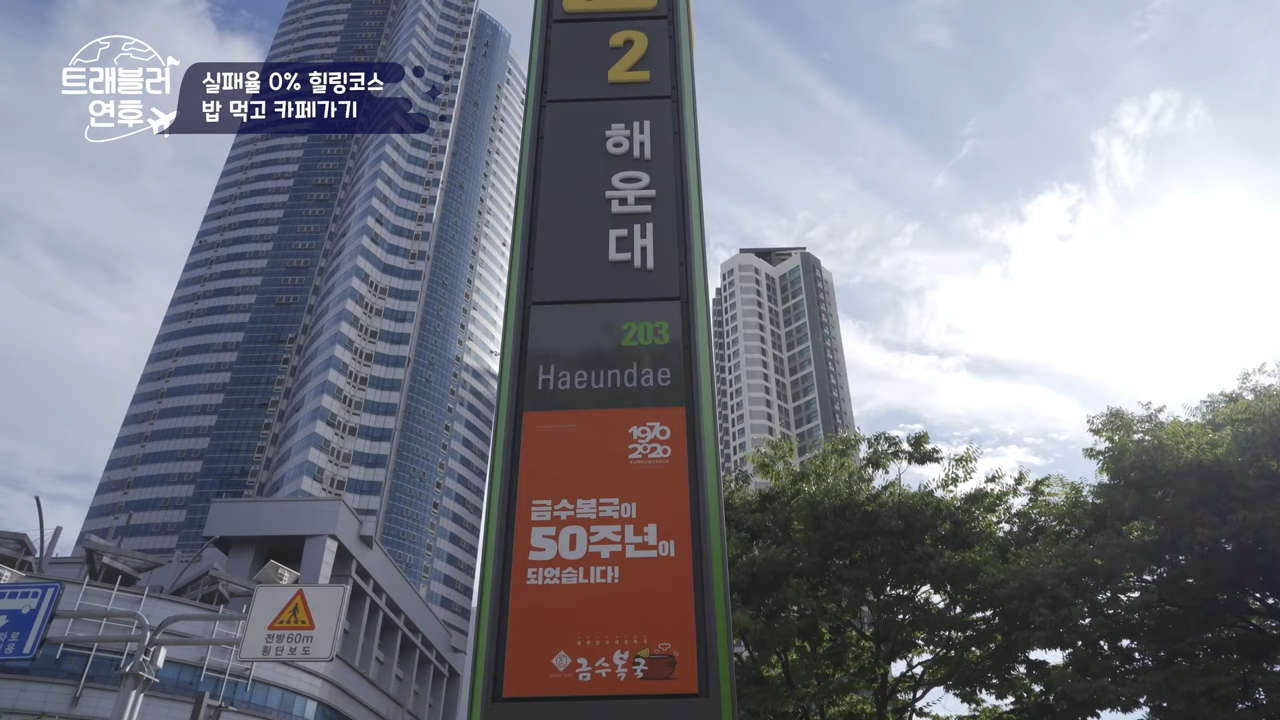 트래블러
연후
실패율 0% 힐링코스
밥 먹고 카페가기
2
해운대
203
Haeundae
1970
2020
금수복국이
50주년이
되었습니다!
금수복국
전방60m
횡단보도